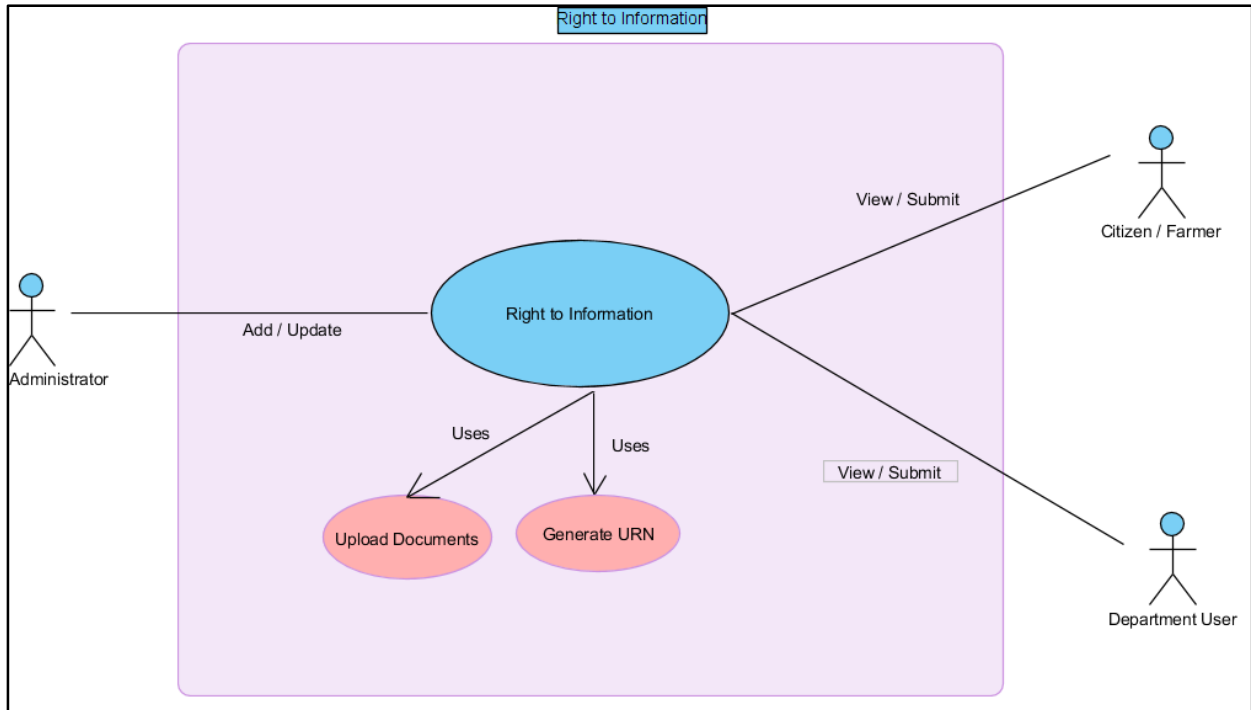 Right to Information
View / Submit
Citizen / Farmer
Right to Information
Add / Update
Administrator
Uses
Uses
View / Submit
Upload Documents
Generate URN
Department User